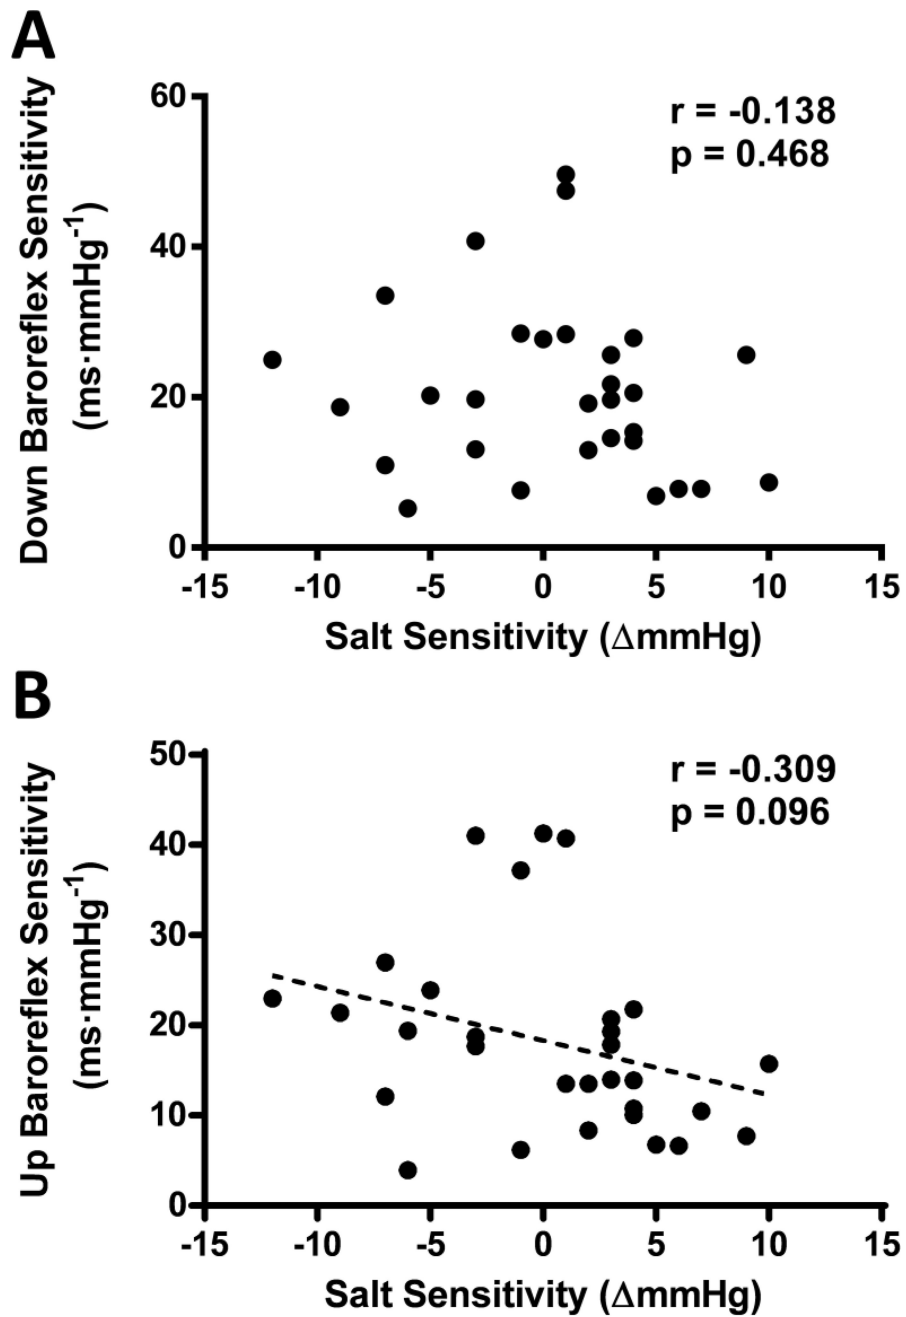 A
Down Baroreflex Sensitivity
(ms·mmHg⁻¹)
60
40
20
0
r = -0.138
p = 0.468
-15 -10 -5 0 5 10 15
Salt Sensitivity (ΔmmHg)
B
Up Baroreflex Sensitivity
(ms·mmHg⁻¹)
50
40
30
20
10
0
r = -0.309
p = 0.096
-15 -10 -5 0 5 10 15
Salt Sensitivity (ΔmmHg)